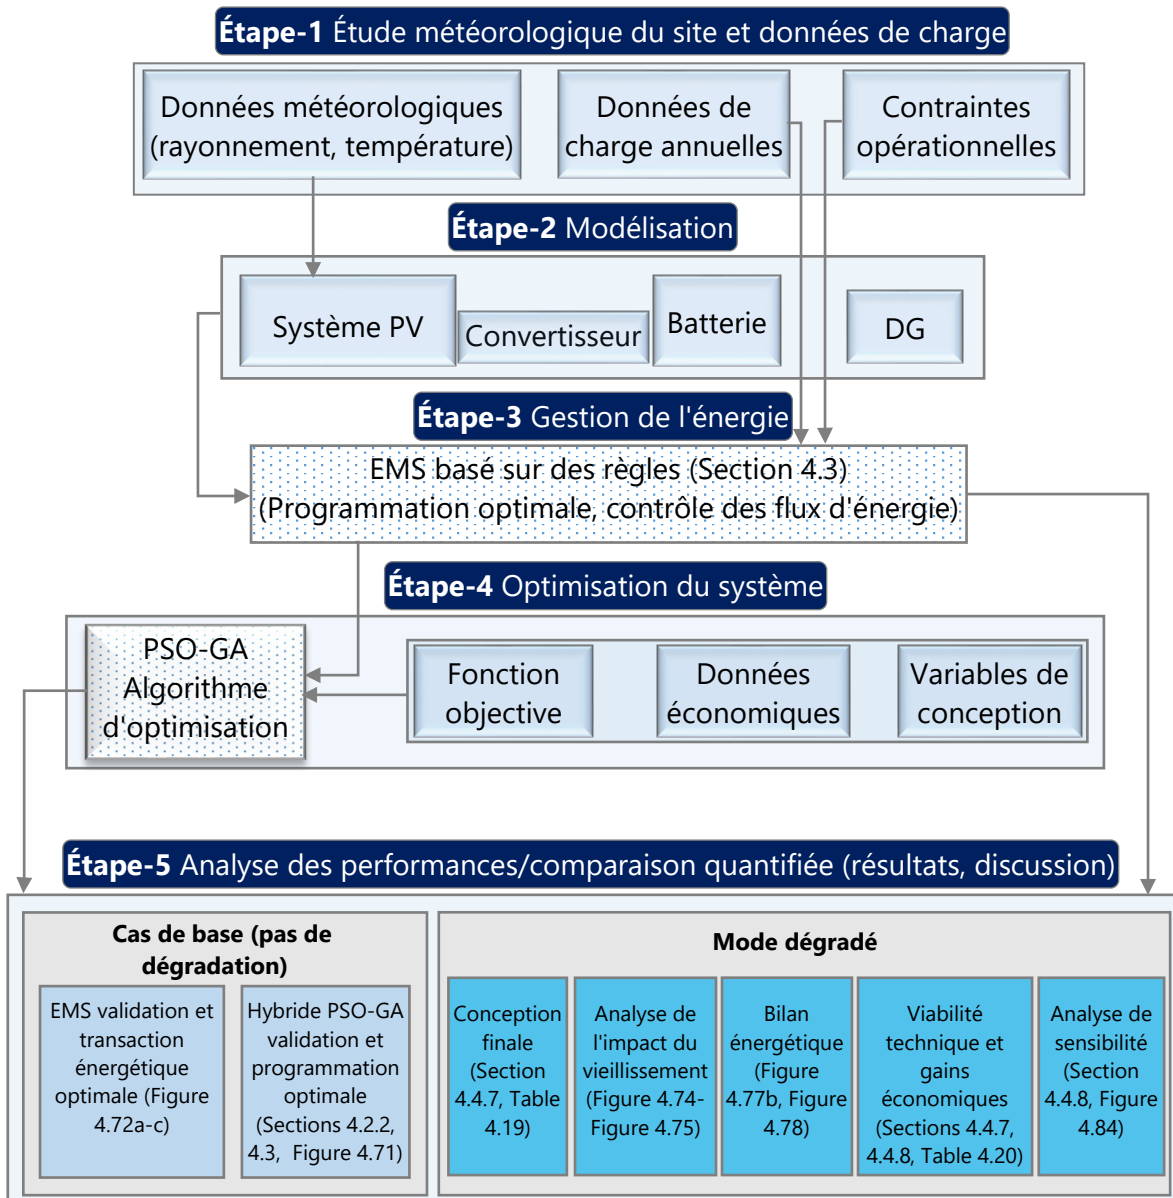 Étape-1 Étude météorologique du site et données de charge
Données météorologiques
(rayonnement, température)
Données de
charge annuelles
Contraintes
opérationnelles
Étape-2 Modélisation
Système PV
Convertisseur
Batterie
DG
Étape-3 Gestion de l'énergie
EMS basé sur des règles (Section 4.3)
(Programmation optimale, contrôle des flux d'énergie)
Étape-4 Optimisation du système
PSO-GA
Algorithme
d'optimisation
Fonction
objective
Données
économiques
Variables de
conception
Étape-5 Analyse des performances/comparaison quantifiée (résultats, discussion)
Cas de base (pas de
dégradation)
EMS validation et
transaction
énergétique
optimale (Figure
4.72a-c)
Hybride PSO-GA
validation et
programmation
optimale
(Sections 4.2.2,
4.3, Figure 4.71)
Mode dégradé
Conception
finale
(Section
4.4.7, Table
4.19)
Analyse de
l'impact du
vieillissement
(Figure 4.74-
Figure 4.75)
Bilan
énergétique
(Figure
4.77b, Figure
4.78)
Viabilité
technique et
gains
économiques
(Sections 4.4.7,
4.4.8, Table 4.20)
Analyse de
sensibilité
(Section
4.4.8, Figure
4.84)